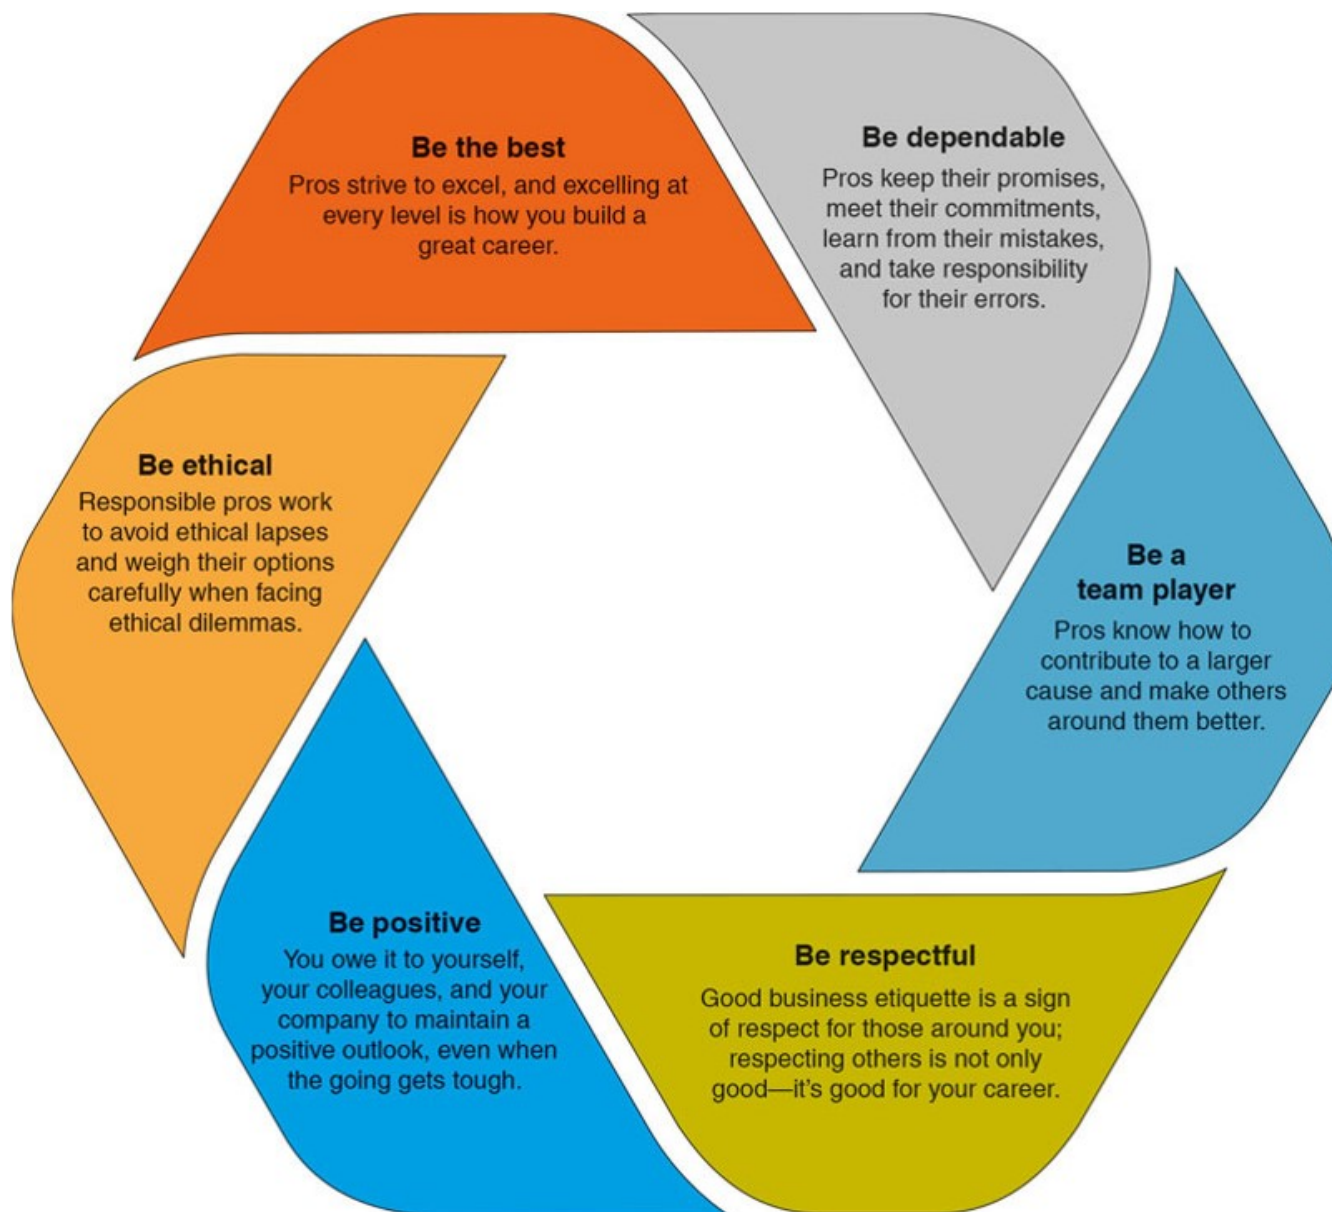 Be the best
Pros strive to excel, and excelling at
every level is how you build a
great career.
Be dependable
Pros keep their promises,
meet their commitments,
learn from their mistakes,
and take responsibility
for their errors.
Be a
team player
Pros know how to
contribute to a larger
cause and make others
around them better.
Be respectful
Good business etiquette is a sign
of respect for those around you;
respecting others is not only
good—it's good for your career.
Be positive
You owe it to yourself,
your colleagues, and your
company to maintain a
positive outlook, even when
the going gets tough.
Be ethical
Responsible pros work
to avoid ethical lapses
and weigh their options
carefully when facing
ethical dilemmas.